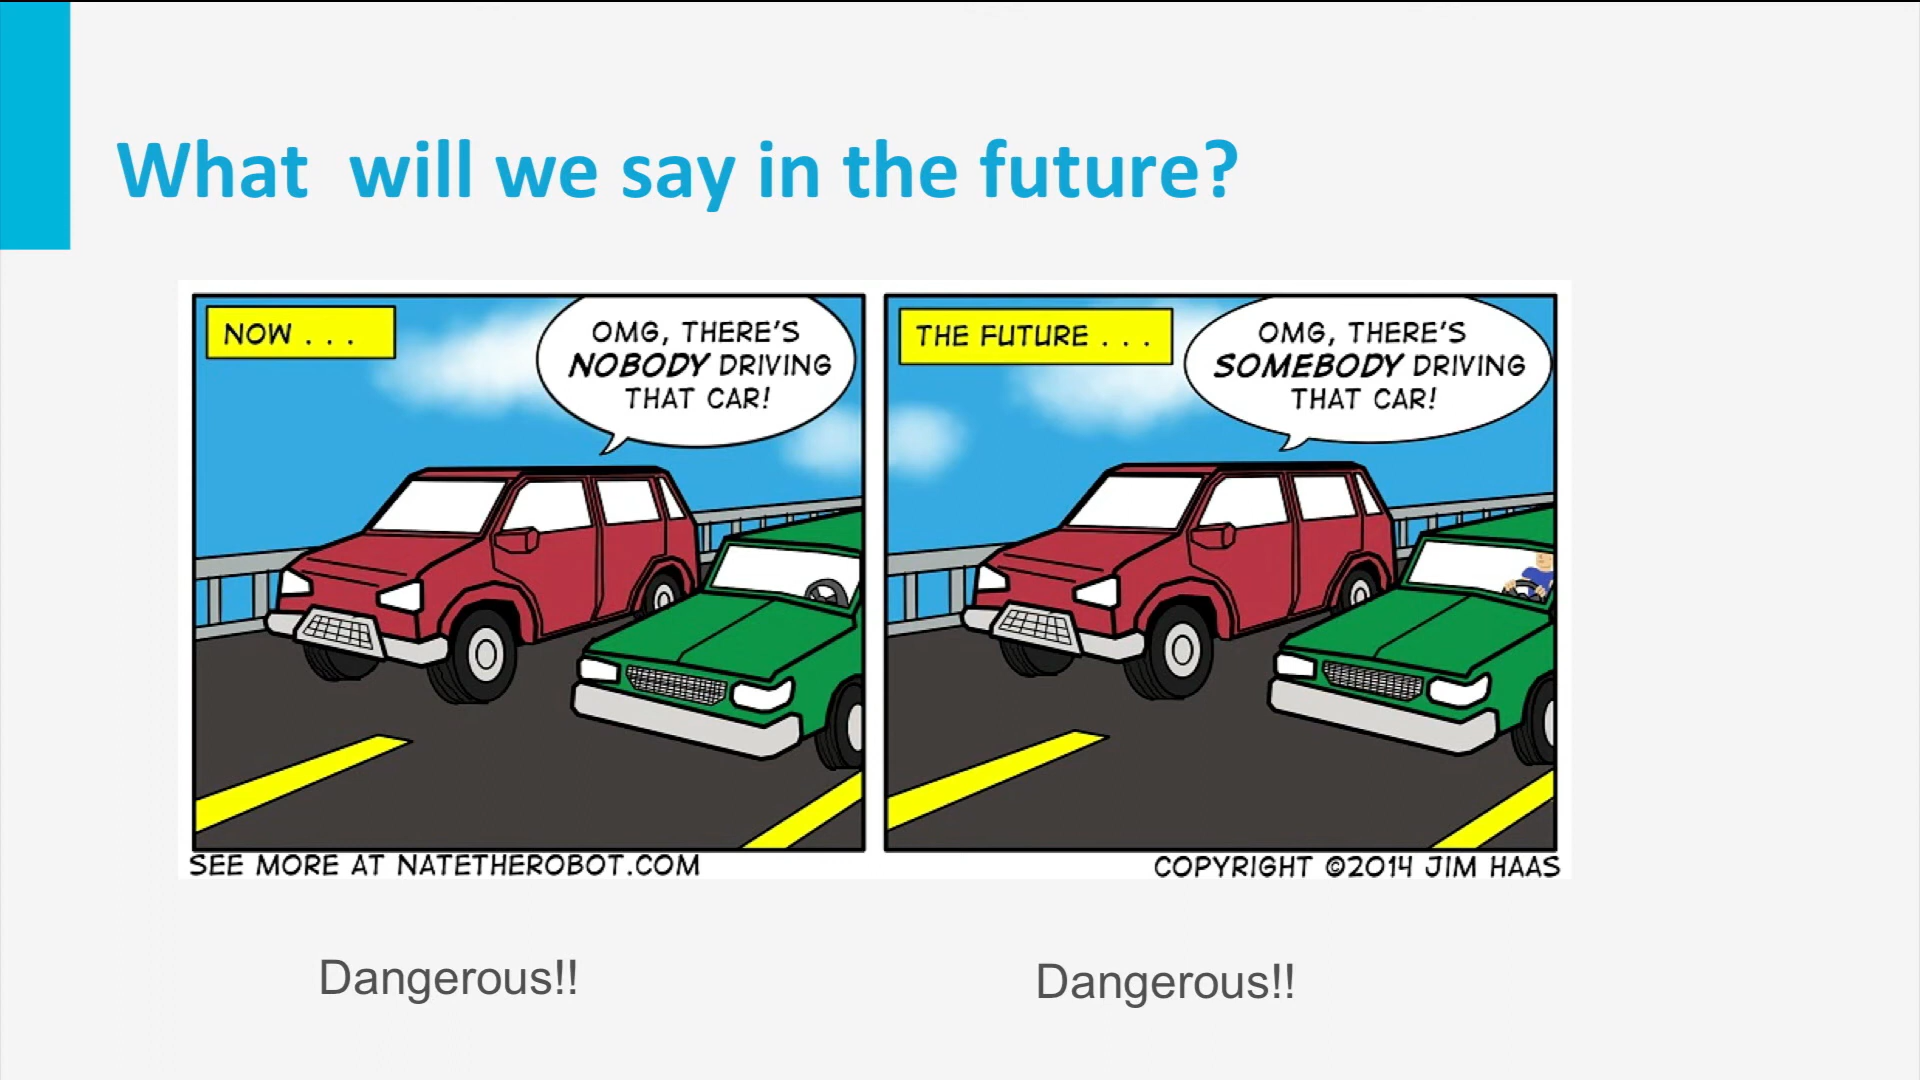 What  will we say in the future?
NOW . . .
OMG, THERE'S
NOBODY DRIVING
THAT CAR!
THE FUTURE . . .
OMG, THERE'S
SOMEBODY DRIVING
THAT CAR!
SEE MORE AT NATETHEROBOT.COM
COPYRIGHT ©2014 JIM HAAS
Dangerous!!
Dangerous!!